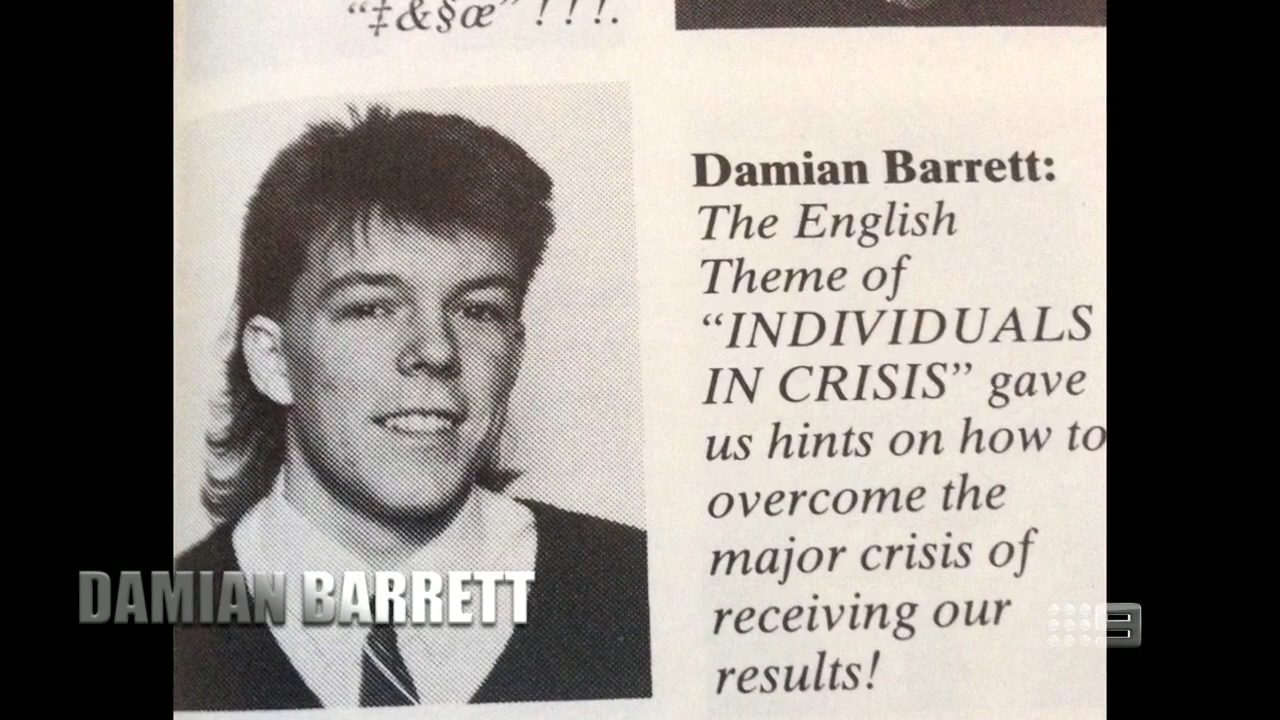 "‡&§œ" !!!.
Damian Barrett:
The English
Theme of
"INDIVIDUALS
IN CRISIS" gave
us hints on how to
overcome the
major crisis of
receiving our
results!
DAMIAN BARRETT
9